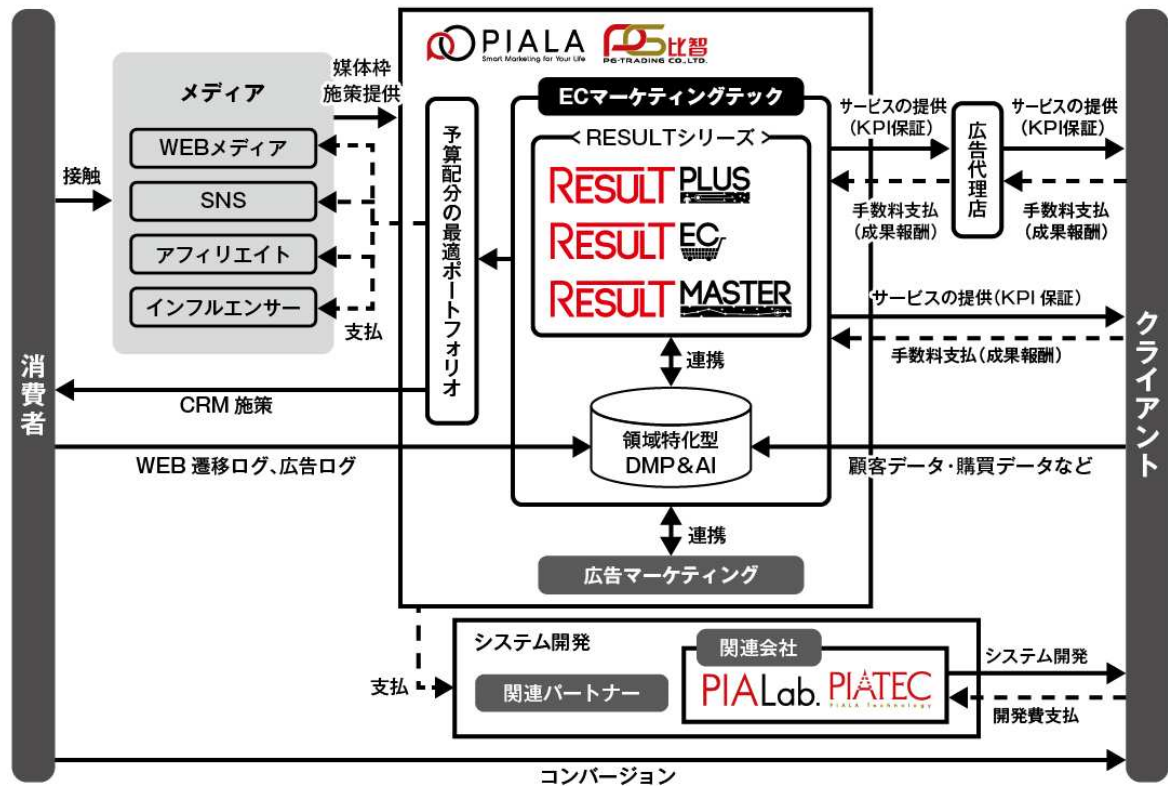 PIALA
Smart Marketing for Your Life
PG比智
PG-TRADING CO.,LTD.
メディア
WEBメディア
SNS
アフィリエイト
インフルエンサー
媒体枠
施策提供
接触
支払
予算配分の最適ポートフォリオ
ECマーケティングテック
RESULTシリーズ
RESULT PLUS
RESULT EC
RESULT MASTER
連携
領域特化型
DMP&AI
連携
広告マーケティング
サービスの提供
(KPI保証)
手数料支払
(成果報酬)
広告代理店
サービスの提供
(KPI保証)
手数料支払
(成果報酬)
サービスの提供(KPI保証)
手数料支払(成果報酬)
消費者
クライアント
CRM施策
WEB遷移ログ、広告ログ
顧客データ・購買データなど
支払
システム開発
関連パートナー
関連会社
PIALab.
PIATEC
PIALA Technology
システム開発
開発費支払
コンバージョン